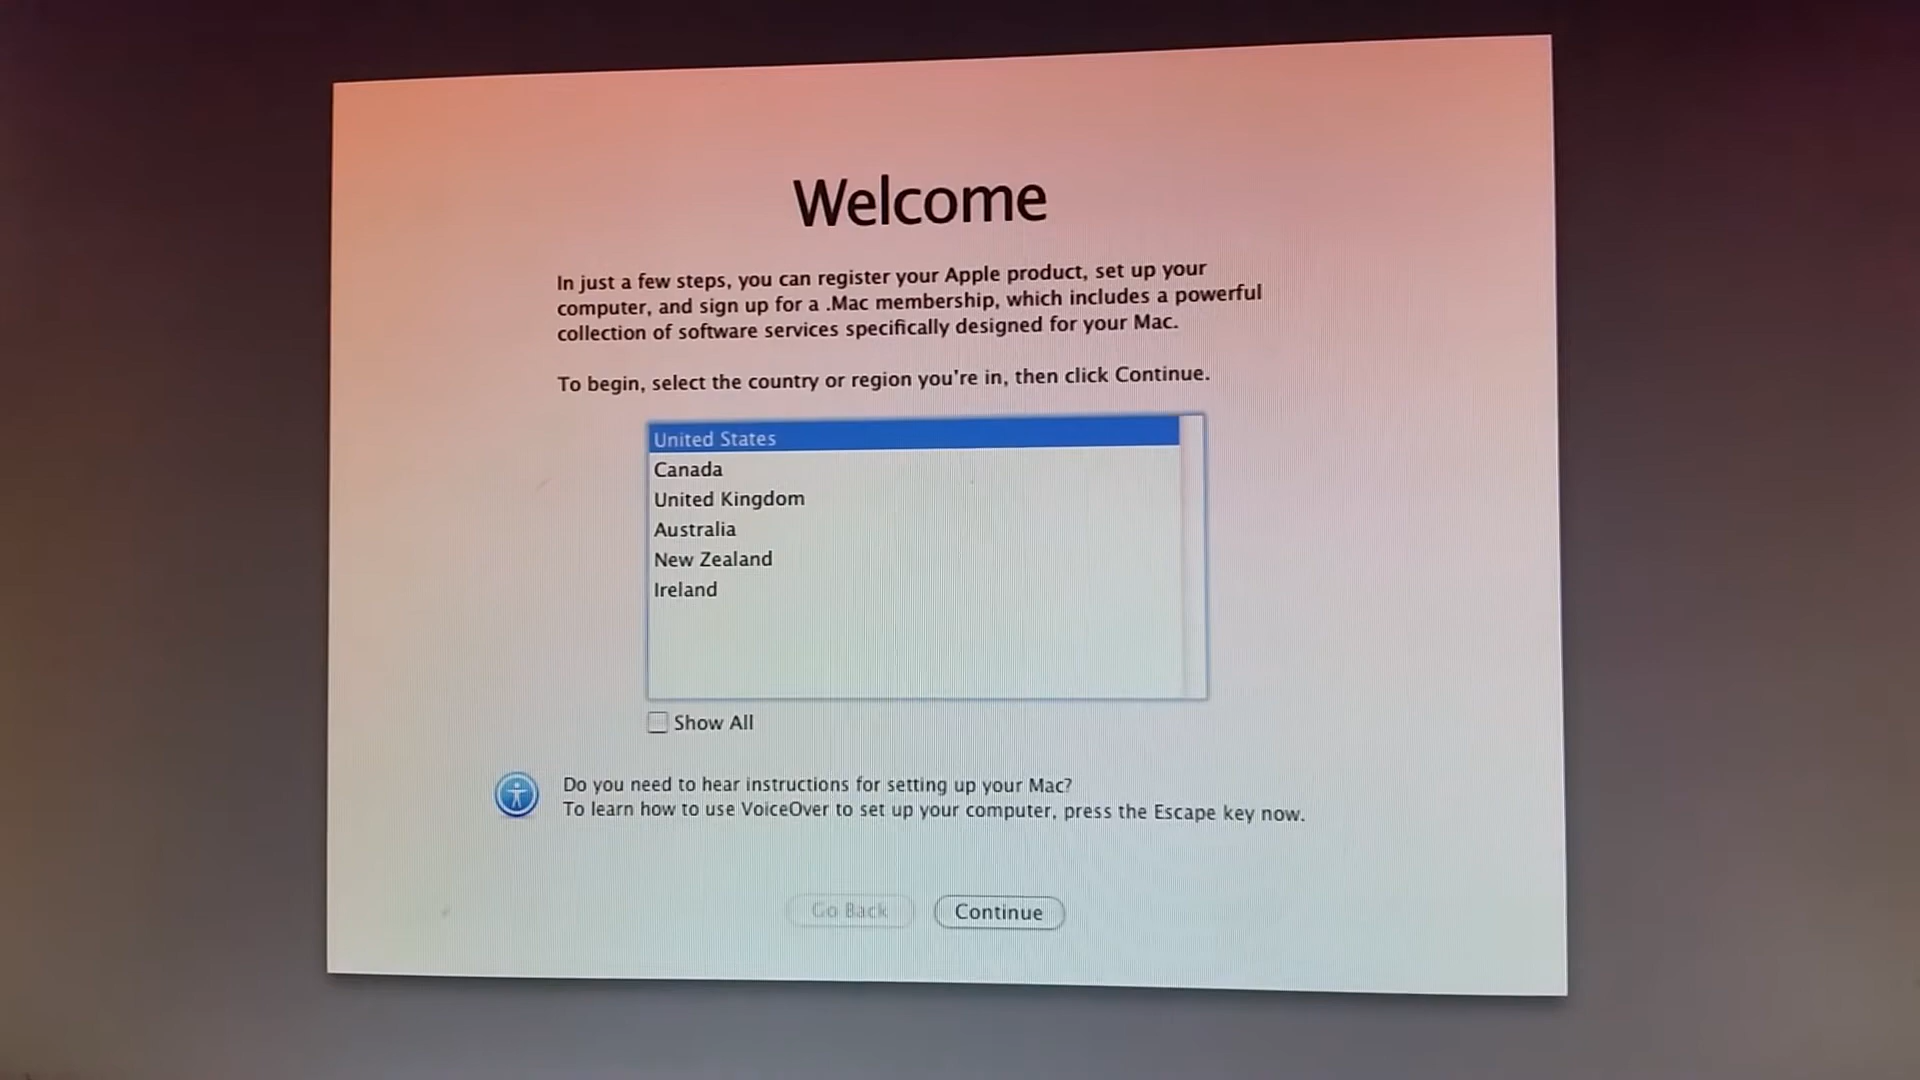 Welcome
In just a few steps, you can register your Apple product, set up your
computer, and sign up for a .Mac membership, which includes a powerful
collection of software services specifically designed for your Mac.
To begin, select the country or region you're in, then click Continue.
United States
Canada
United Kingdom
Australia
New Zealand
Ireland
Show All
Do you need to hear instructions for setting up your Mac?
To learn how to use VoiceOver to set up your computer, press the Escape key now.
Go Back
Continue